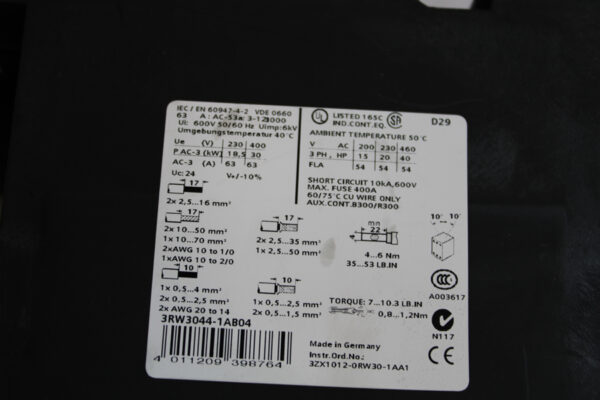 IEC / EN 60947-4-2 VDE 0660
63 A : AC-53a: 3-12:1000
Ui: 600V 50/60 Hz Uimp:6kV
Umgebungstemperatur 40°C
Ue (V) 230 400
P AC-3 (kW) 18,5 30
AC-3 (A) 63 63
Uc: 24 V+/-10%
17
2x 2,5...16 mm²
17
2x 10...50 mm²
1x 10...70 mm²
2xAWG 10 to 1/0
1xAWG 10 to 2/0
17
2x 2,5...35 mm²
1x 2,5...50 mm²
10
1x 0,5...4 mm²
2x 0,5...2,5 mm²
2x AWG 20 to 14
10
1x 0,5...2,5 mm²
2x 0,5...1,5 mm²
3RW3044-1AB04
4 011209 398764
UL LISTED 165C SA
IND.CONT.EQ.
D29
AMBIENT TEMPERATURE 50°C
V AC 200 230 460
3 PH , HP 15 20 40
FLA 54 54 54
SHORT CIRCUIT 10kA,600V
MAX. FUSE 400A
60/75°C CU WIRE ONLY
AUX.CONT.B300/R300
22
4...6 Nm
35...53 LB.IN
10° 10°
CCC
A003617
TORQUE: 7...10.3 LB.IN
0,8...1,2Nm
N117
Made in Germany
Instr.Ord.No.:
3ZX1012-0RW30-1AA1